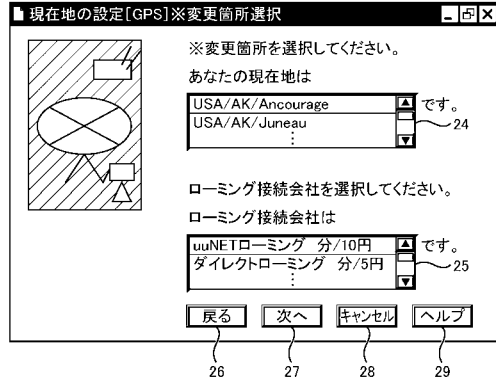 現在地の設定[GPS]※変更箇所選択
※変更箇所を選択してください。
あなたの現在地は
USA/AK/Ancourage
です。
USA/AK/Juneau
24
ローミング接続会社を選択してください。
ローミング接続会社は
uuNETローミング 分/10円
です。
ダイレクトローミング 分/5円
25
戻る 次へ キャンセル ヘルプ
26 27 28 29